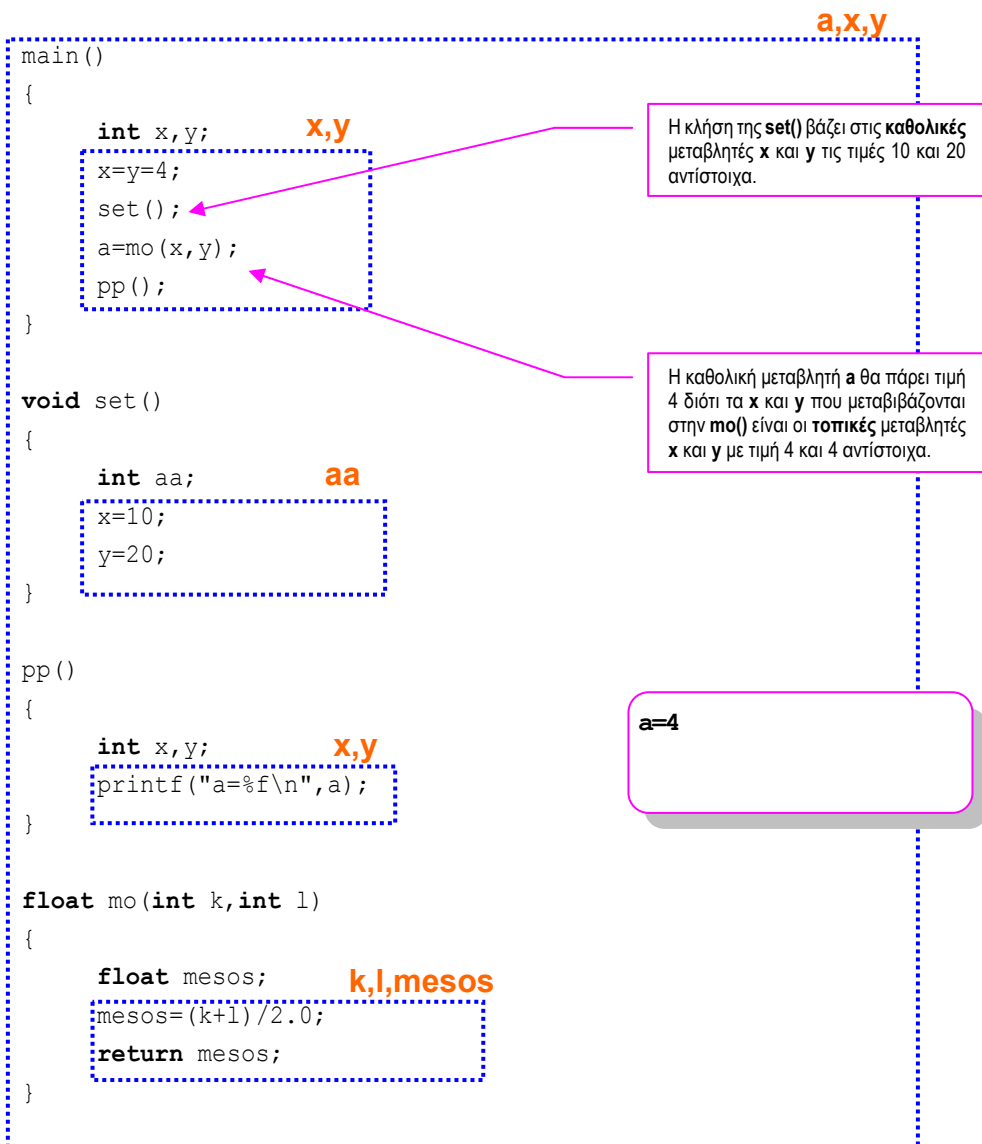 a,x,y
main()
{
int x,y; x,y
x=y=4;
set();
a=mo(x,y);
pp();
}
Η κλήση της set() βάζει στις καθολικές
μεταβλητές x και y τις τιμές 10 και 20
αντίστοιχα.
Η καθολική μεταβλητή a θα πάρει τιμή
4 διότι τα x και y που μεταβιβάζονται
στην mo() είναι οι τοπικές μεταβλητές
x και y με τιμή 4 και 4 αντίστοιχα.
void set()
{
int aa; aa
x=10;
y=20;
}
pp()
{
int x,y; x,y
printf("a=%f\n",a);
}
a=4
float mo(int k,int l)
{
float mesos; k,l,mesos
mesos=(k+l)/2.0;
return mesos;
}